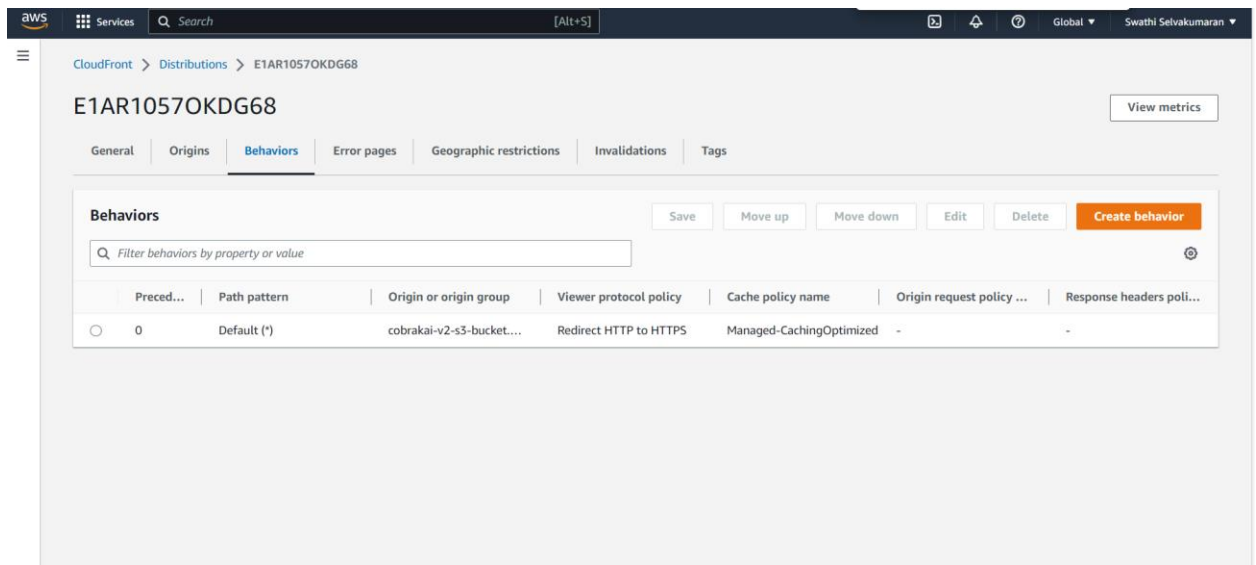 aws Services Search [Alt+S] Global Swathi Selvakumaran
CloudFront > Distributions > E1AR1057OKDG68
E1AR1057OKDG68
View metrics
General Origins Behaviors Error pages Geographic restrictions Invalidations Tags
Behaviors Save Move up Move down Edit Delete Create behavior
Filter behaviors by property or value
Preced... Path pattern Origin or origin group Viewer protocol policy Cache policy name Origin request policy ... Response headers poli...
0 Default (*) cobrakai-v2-s3-bucket.... Redirect HTTP to HTTPS Managed-CachingOptimized - -